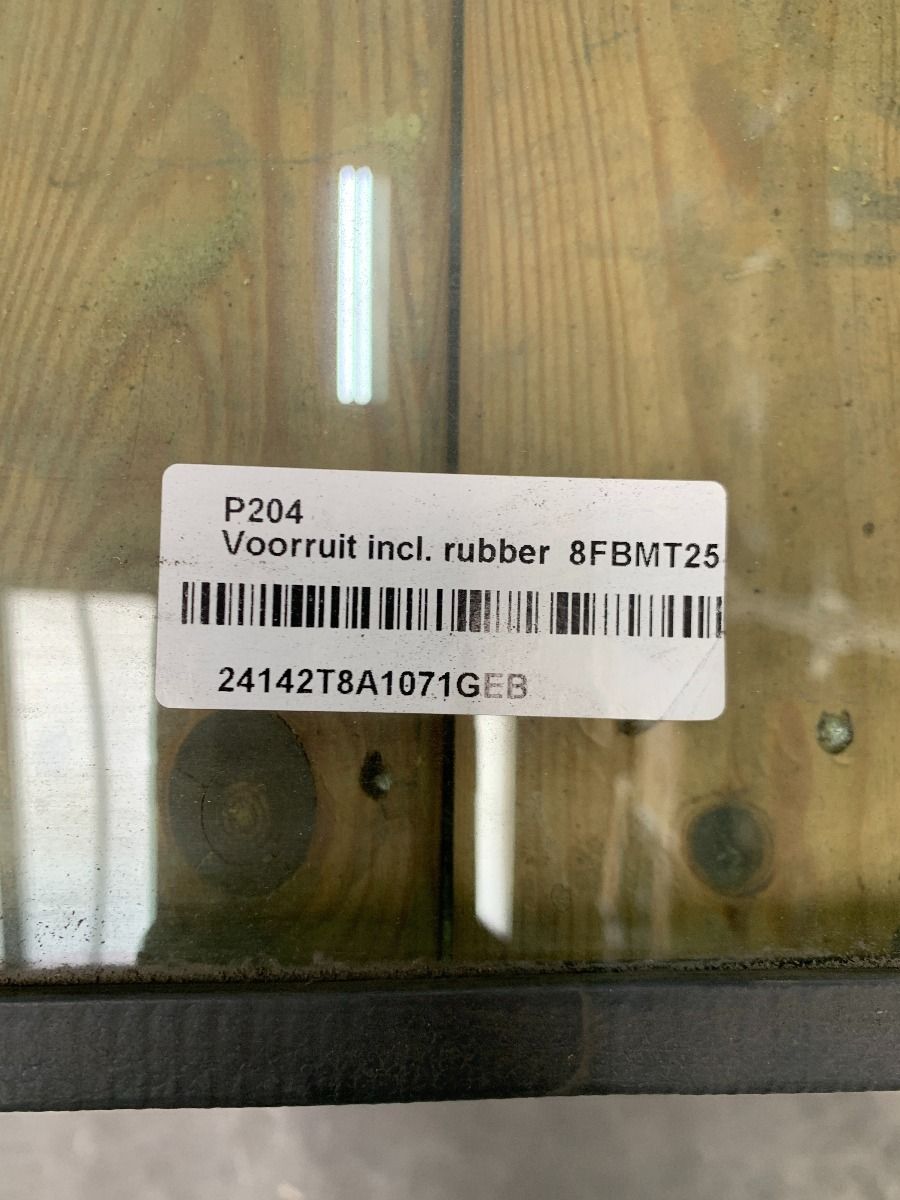 P204
Voorruit incl. rubber 8FBMT25
24142T8A1071GEB